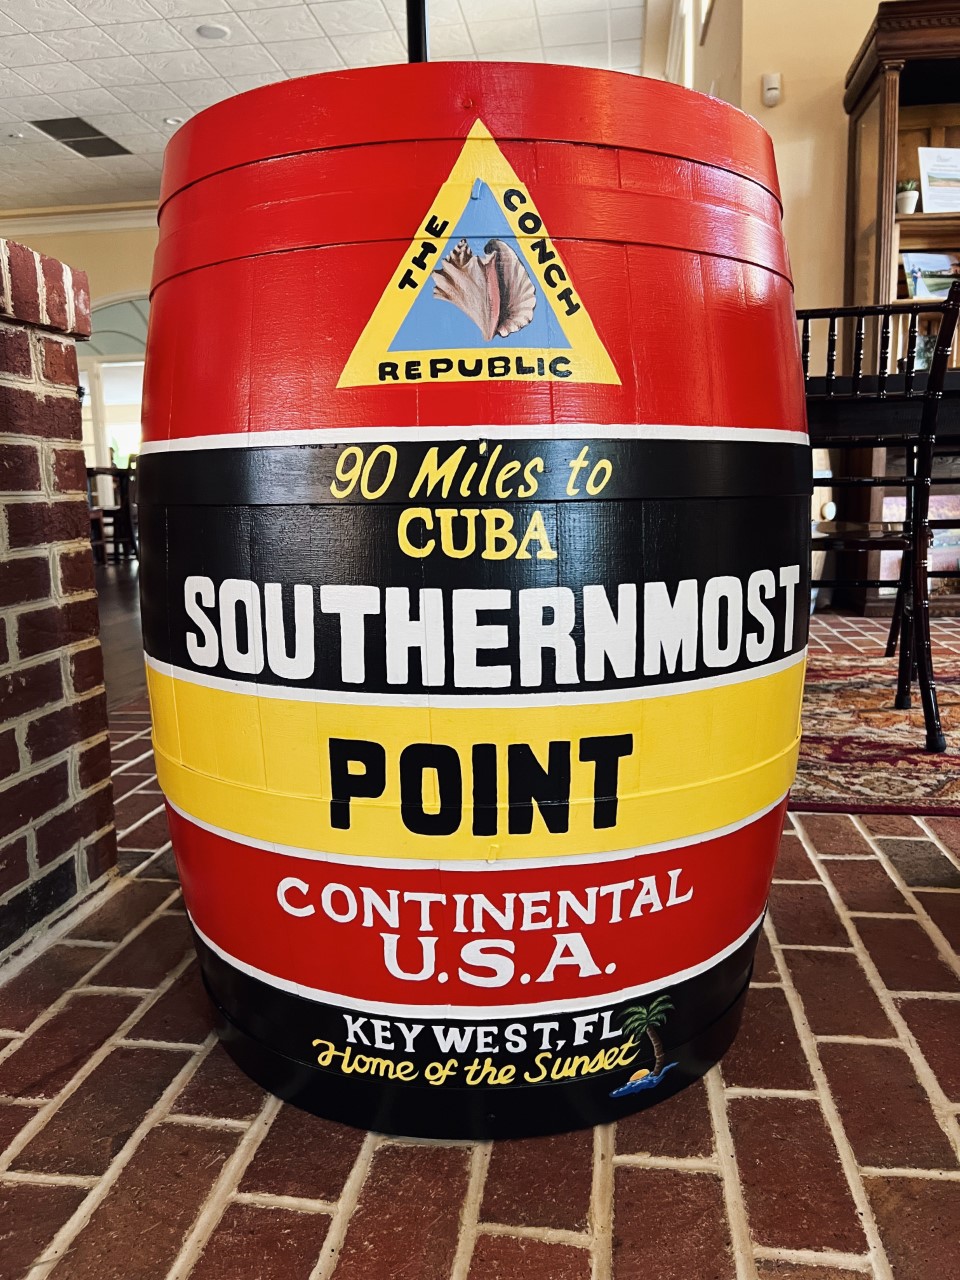 THE CONCH
REPUBLIC
90 Miles to
CUBA
SOUTHERNMOST
POINT
CONTINENTAL
U.S.A.
KEY WEST, FL
Home of the Sunset